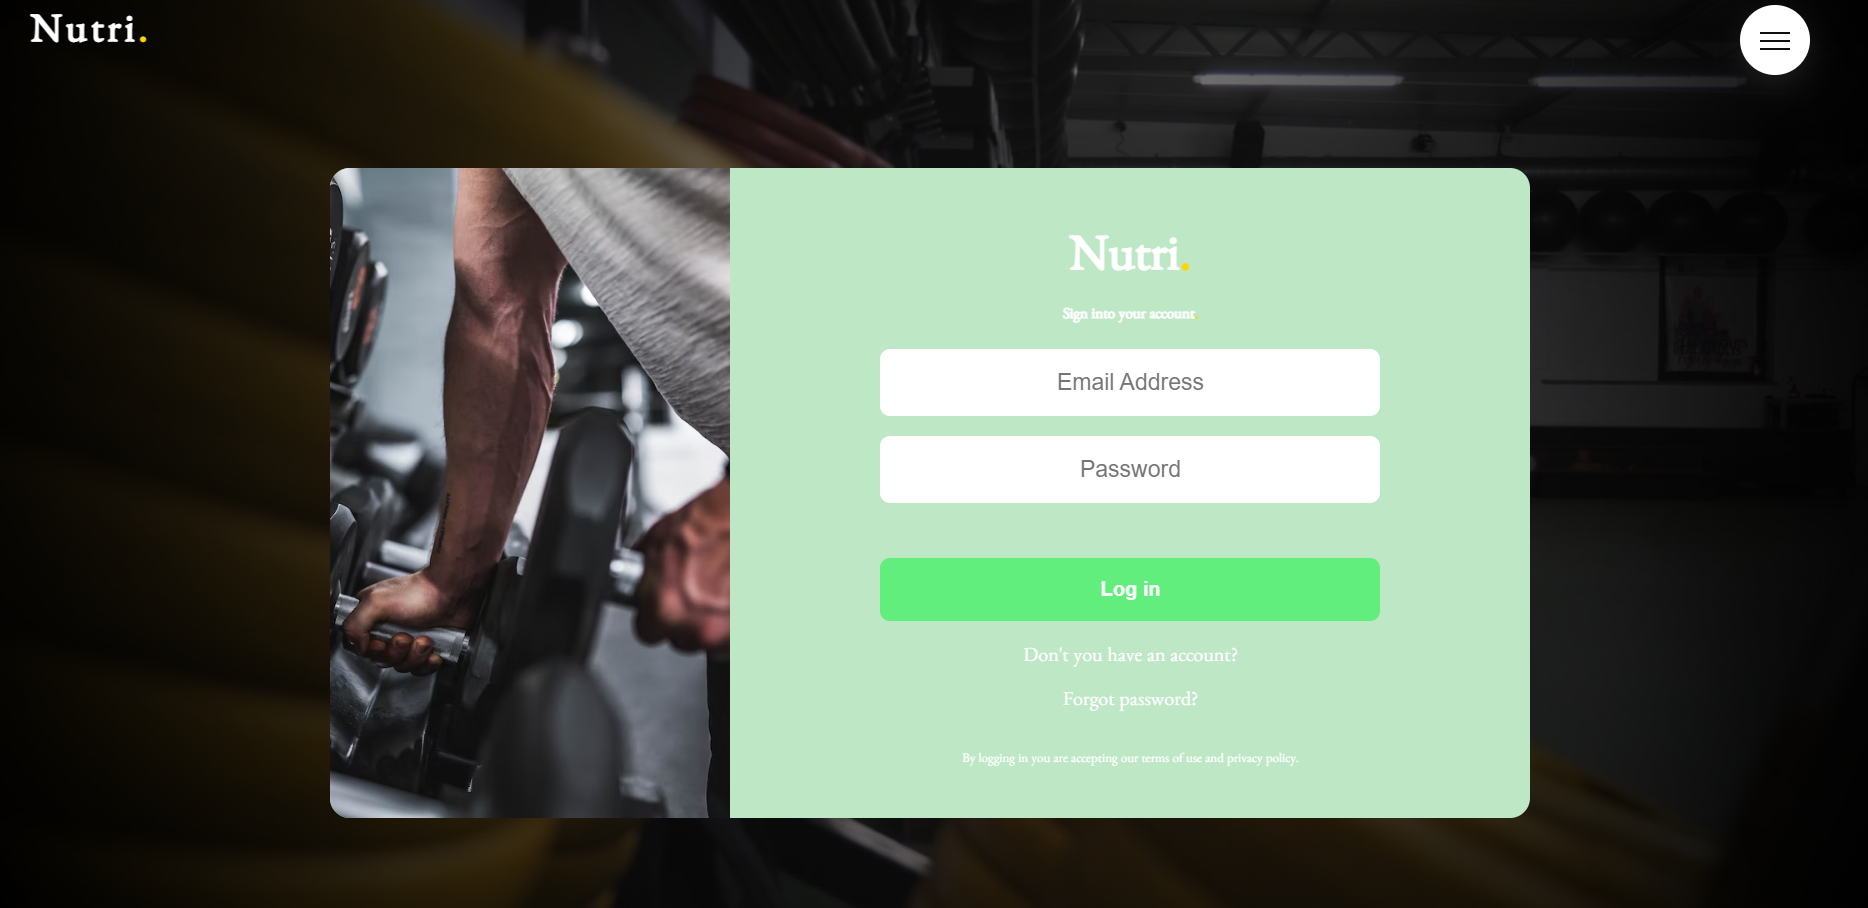 Nutri.
Nutri.
Sign into your account.
Email Address
Password
Log in
Don't you have an account?
Forgot password?
By logging in you are accepting our terms of use and privacy policy.